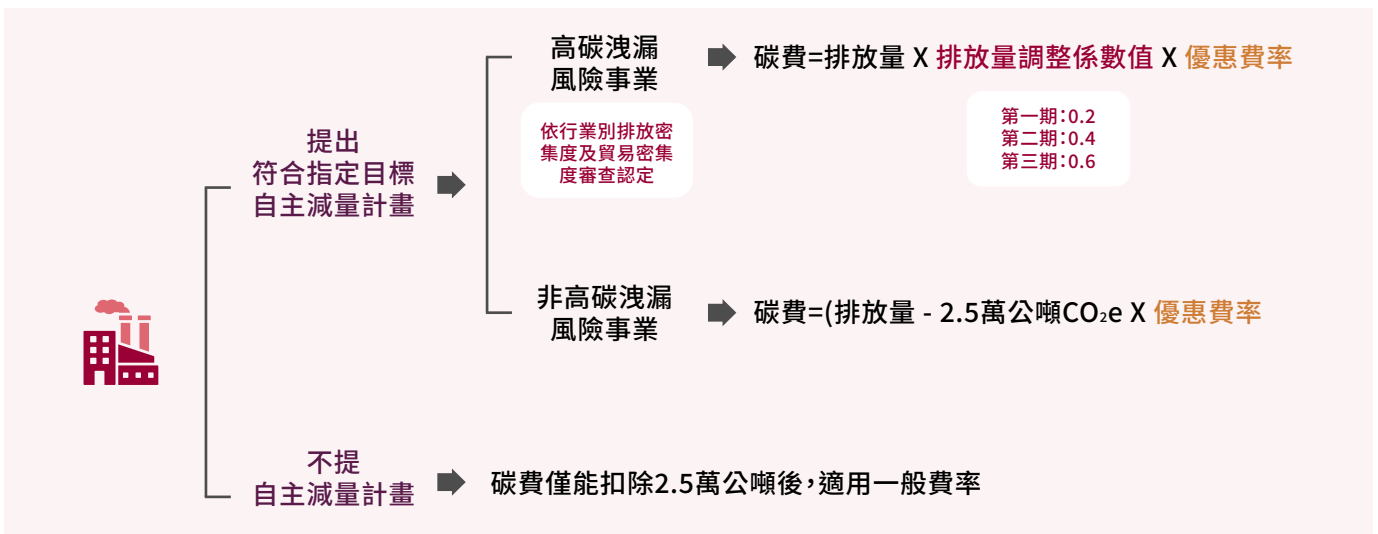 提出
符合指定目標
自主減量計畫
高碳洩漏
風險事業
依行業別排放密
集度及貿易密集
度審查認定
碳費=排放量 X 排放量調整係數值 X 優惠費率
第一期:0.2
第二期:0.4
第三期:0.6
非高碳洩漏
風險事業
碳費=(排放量 - 2.5萬公噸CO₂e X 優惠費率
不提
自主減量計畫
碳費僅能扣除2.5萬公噸後,適用一般費率